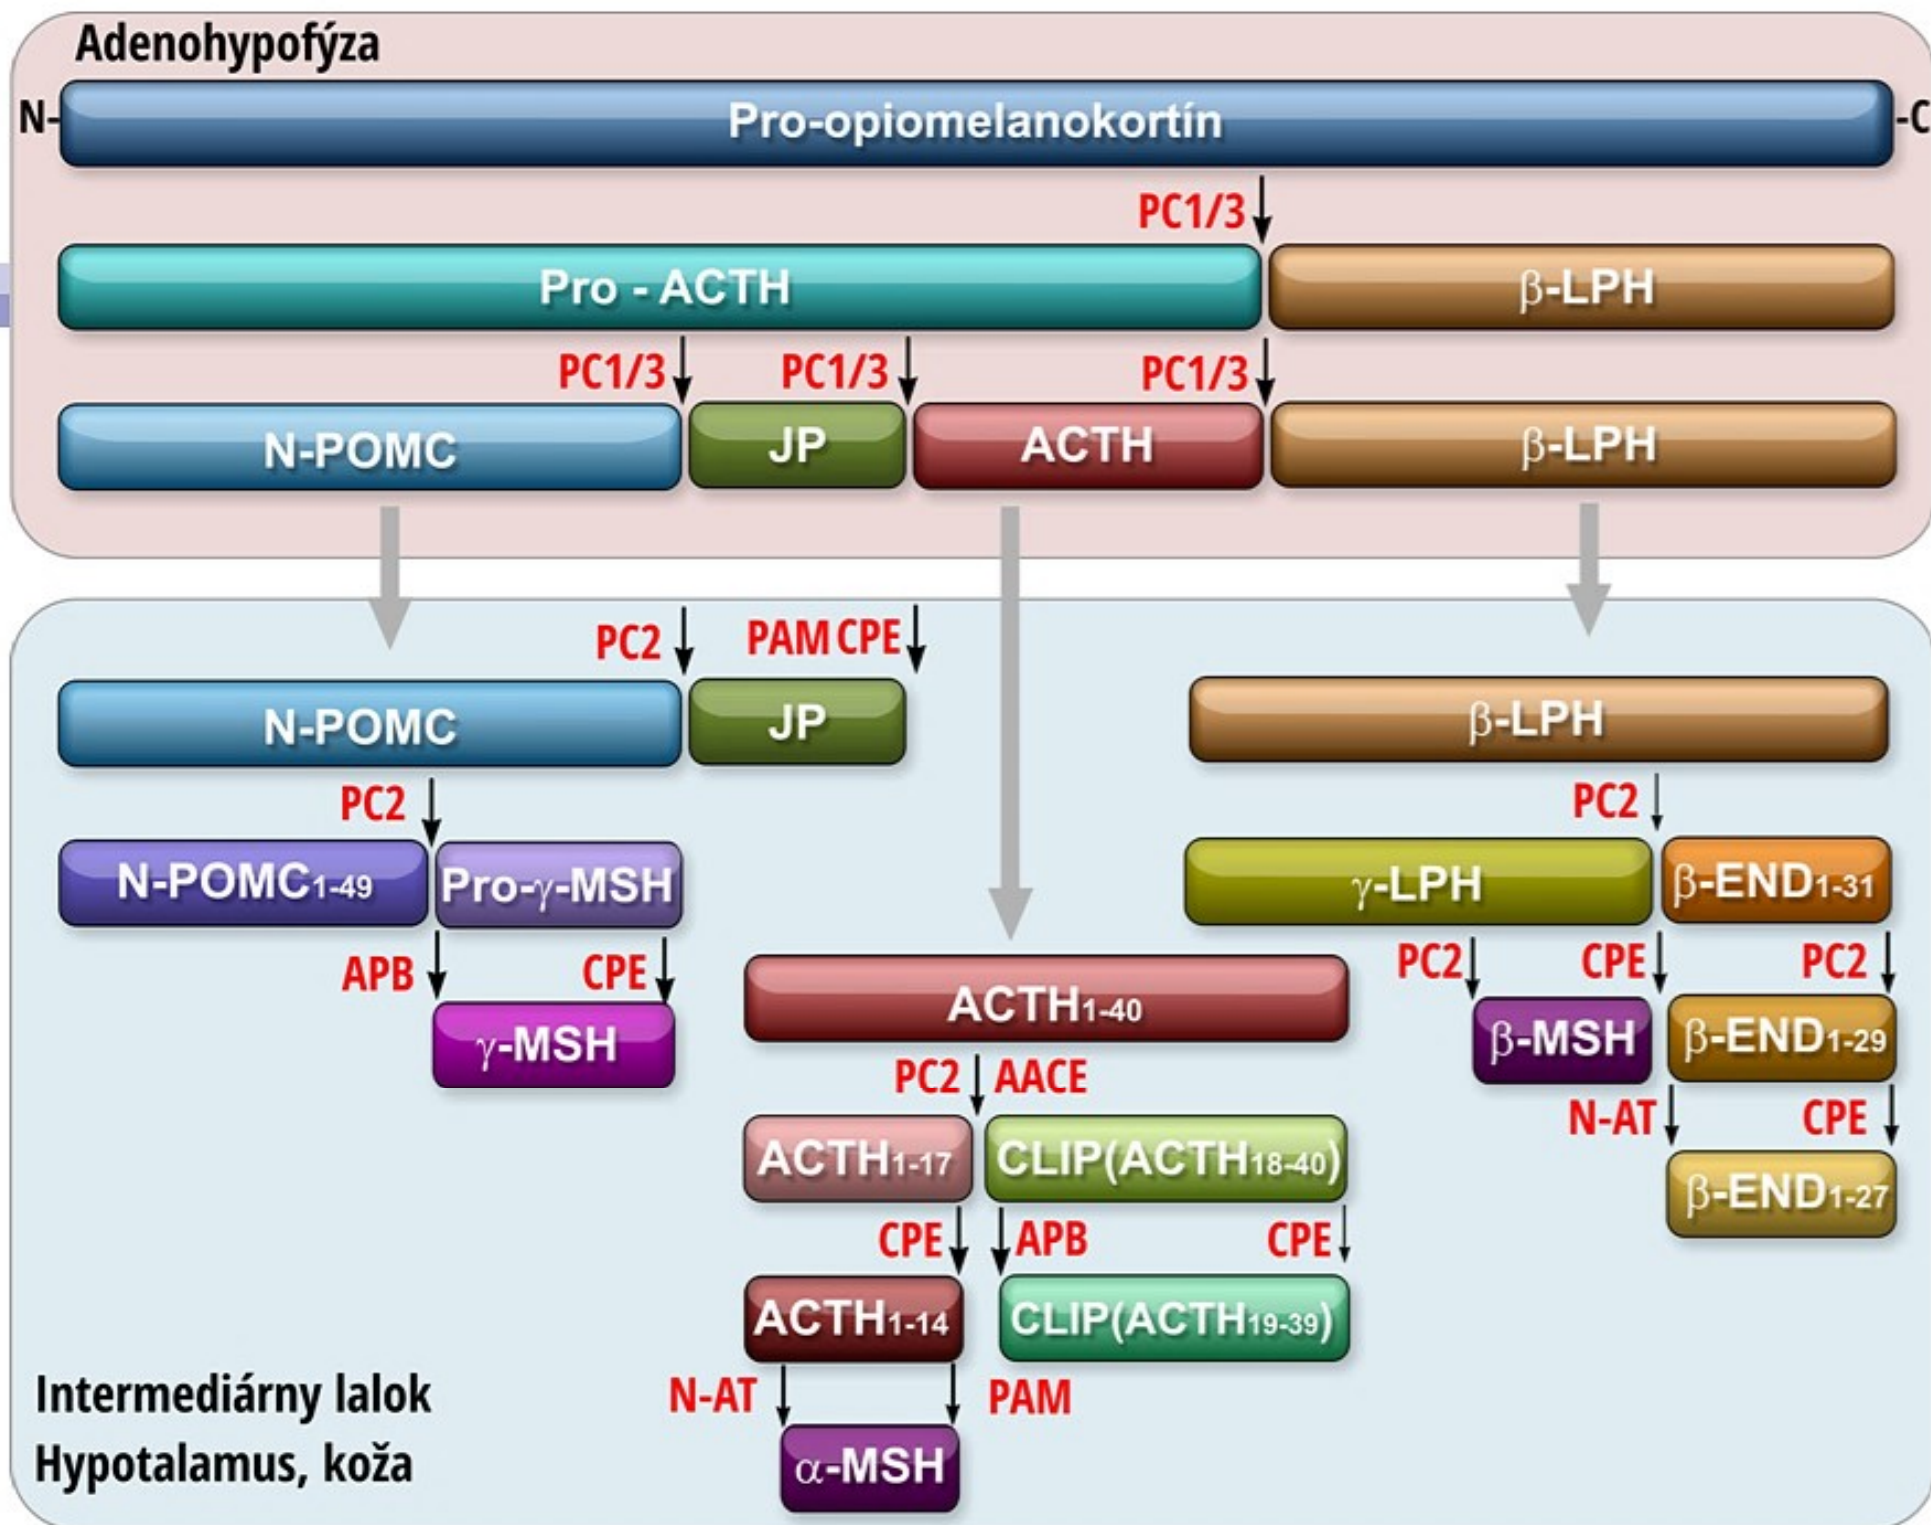 Adenohypofýza
N- Pro-opiomelanokortín -C
PC1/3
Pro - ACTH β-LPH
PC1/3 PC1/3 PC1/3
N-POMC JP ACTH β-LPH
PC2 PAM CPE
N-POMC JP β-LPH
PC2 PC2
N-POMC1-49 Pro-γ-MSH γ-LPH β-END1-31
APB CPE PC2 CPE PC2
ACTH1-40
γ-MSH β-MSH β-END1-29
PC2 AACE N-AT CPE
ACTH1-17 CLIP(ACTH18-40) β-END1-27
CPE APB CPE
ACTH1-14 CLIP(ACTH19-39)
N-AT PAM
α-MSH
Intermediárny lalok
Hypotalamus, koža